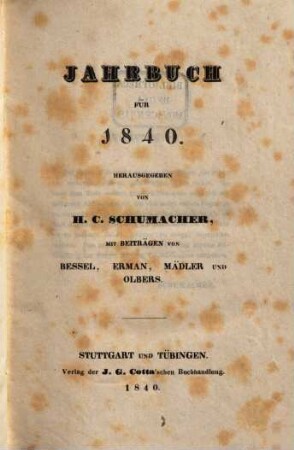 JAHRBUCH
FÜR
1840.
HERAUSGEGEBEN
VON
H. C. SCHUMACHER,
MIT BEITRÄGEN VON
BESSEL, ERMAN, MÄDLER UND
OLBERS.
STUTTGART UND TÜBINGEN.
Verlag der J. G. Cotta'schen Buchhandlung.
1840.